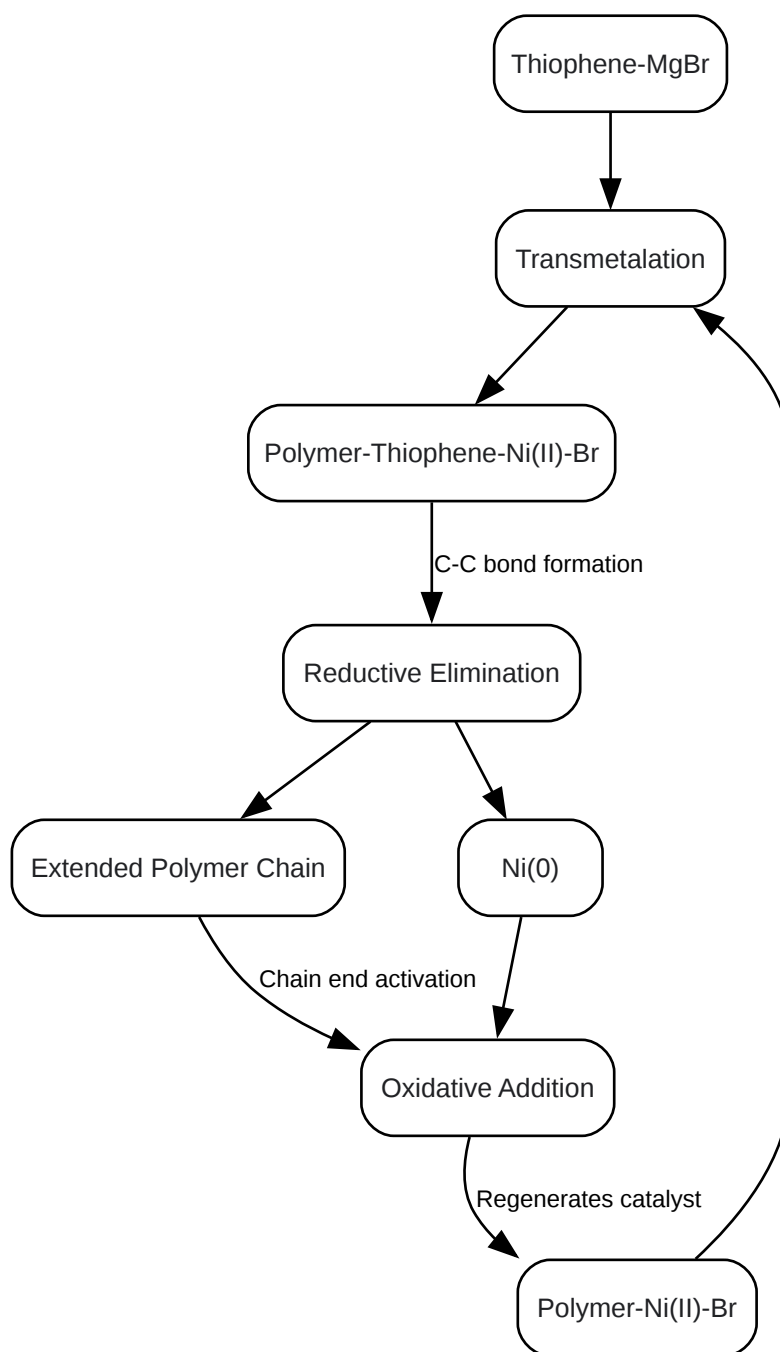 Thiophene-MgBr
Transmetalation
Polymer-Thiophene-Ni(II)-Br
C-C bond formation
Reductive Elimination
Extended Polymer Chain
Ni(0)
Chain end activation
Oxidative Addition
Regenerates catalyst
Polymer-Ni(II)-Br